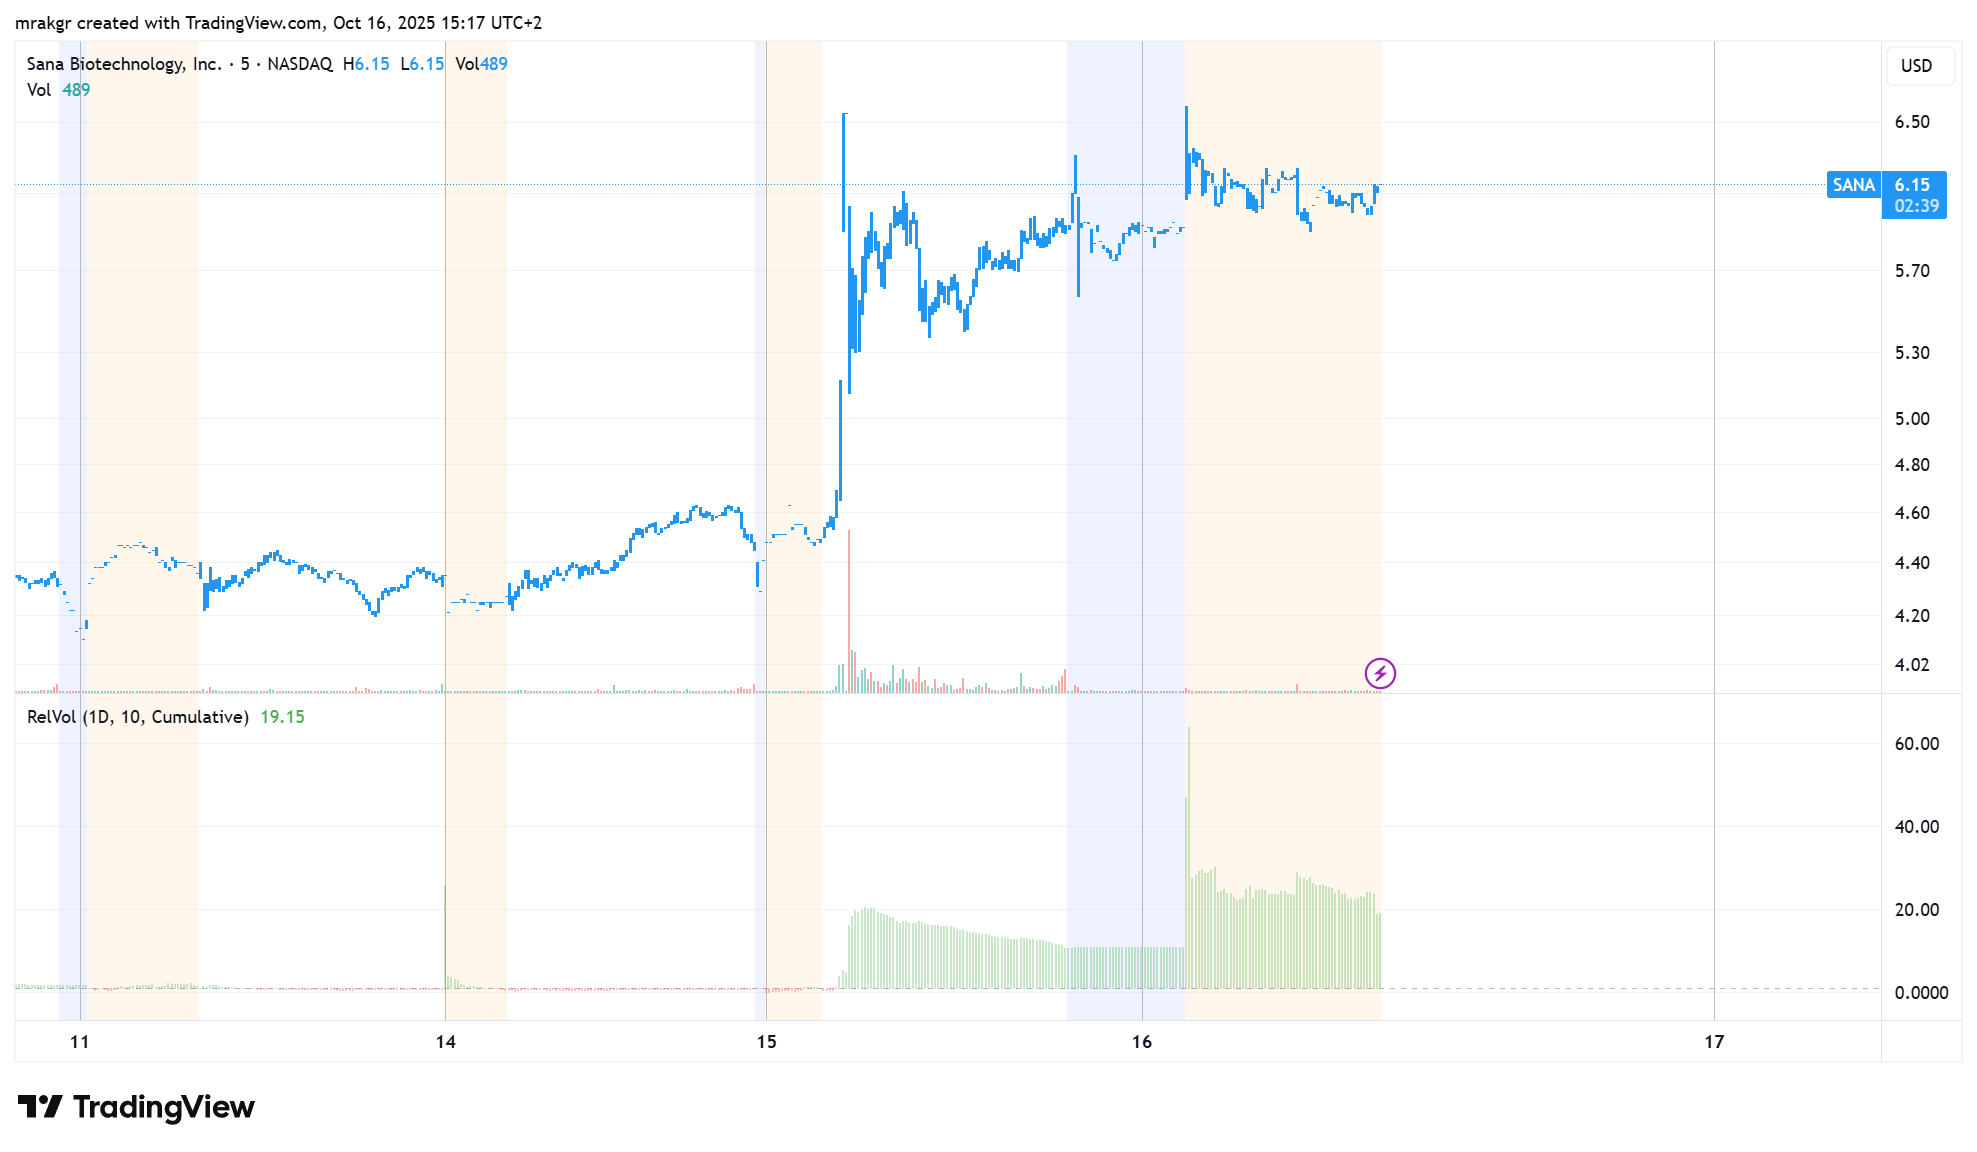 mrakgr created with TradingView.com, Oct 16, 2025 15:17 UTC+2
Sana Biotechnology, Inc. · 5 · NASDAQ H6.15 L6.15 Vol489
Vol 489
USD
6.50
SANA 6.15
02:39
5.70
5.30
5.00
4.80
4.60
4.40
4.20
4.02
RelVol (1D, 10, Cumulative) 19.15
60.00
40.00
20.00
0.0000
11 14 15 16 17
TradingView